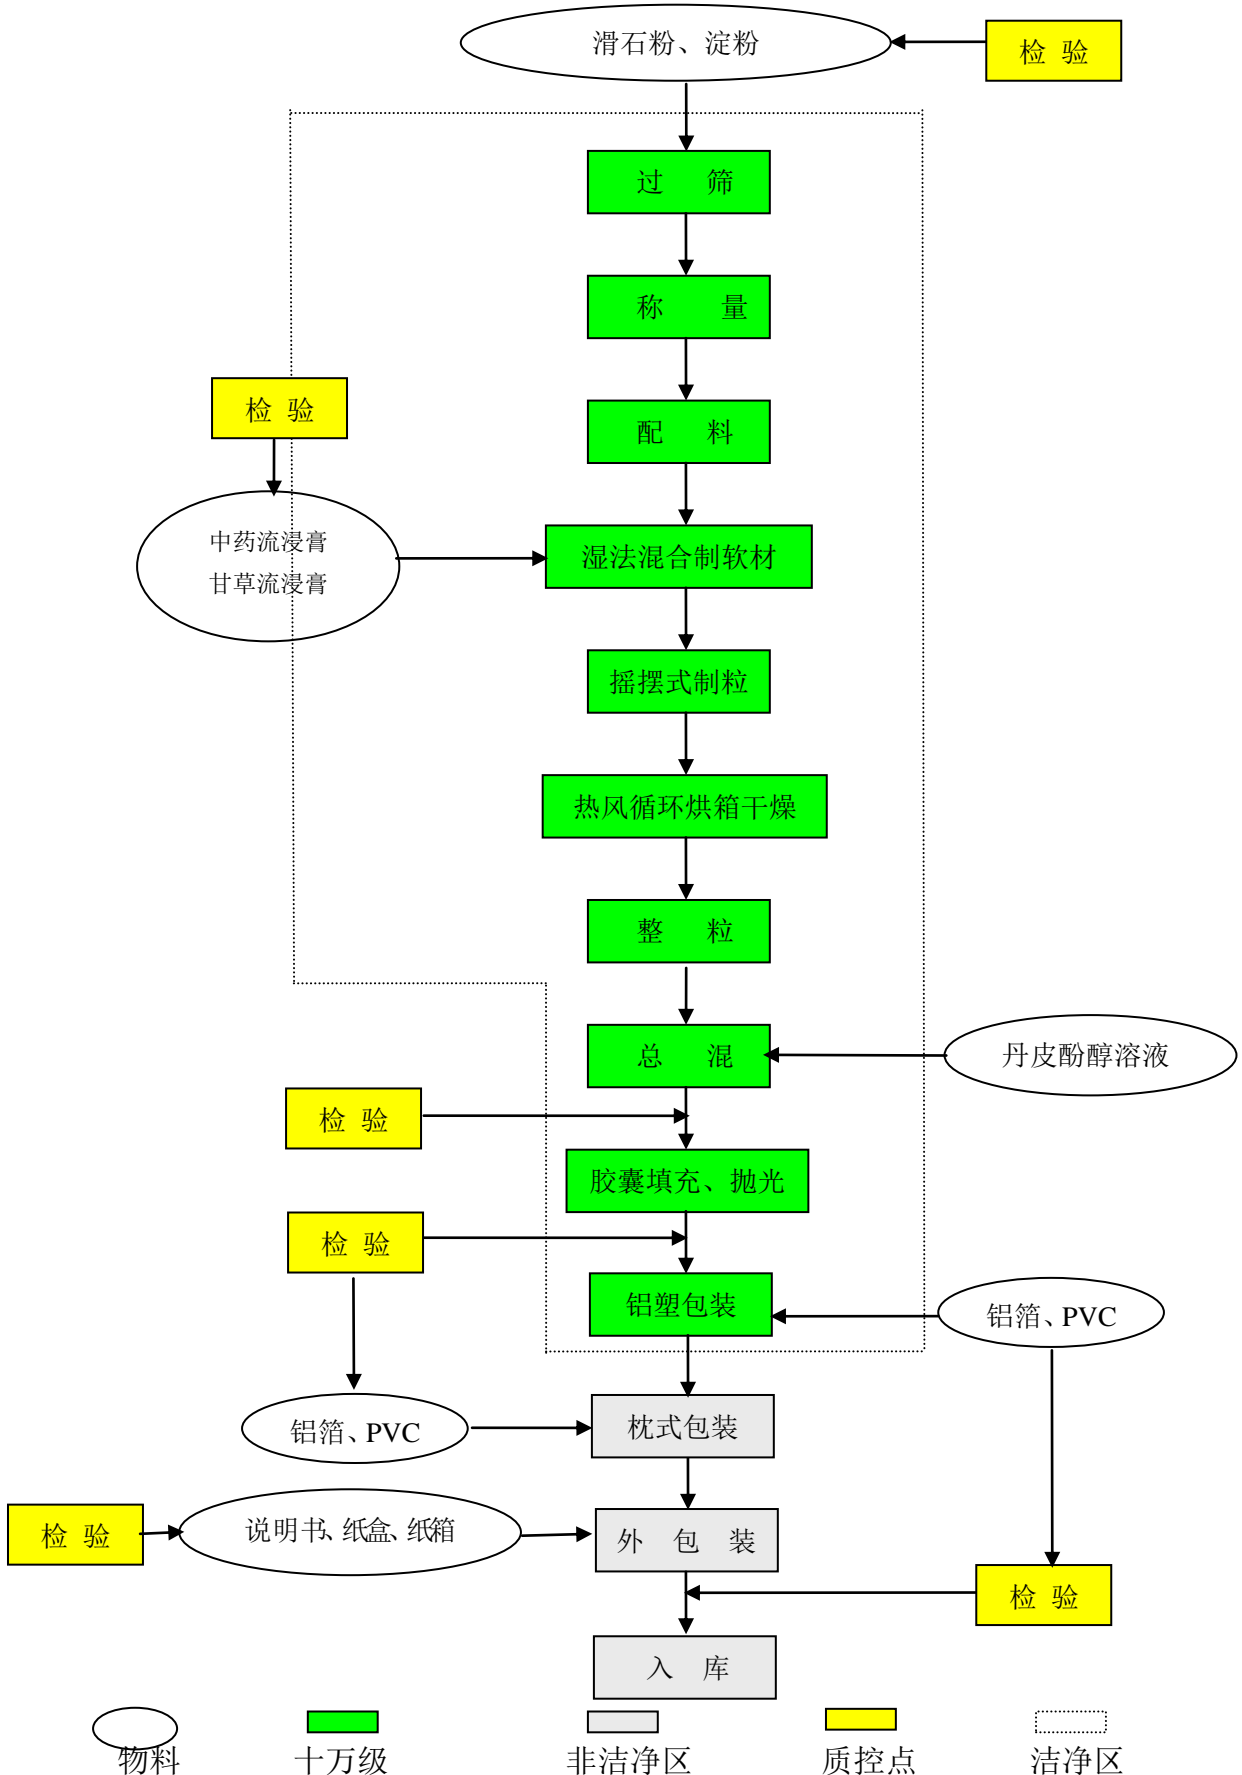 滑石粉、淀粉
检 验
过 筛
称 量
检 验
配 料
中药流浸膏
甘草流浸膏
湿法混合制软材
摇摆式制粒
热风循环烘箱干燥
整 粒
总 混
丹皮酚醇溶液
检 验
胶囊填充、抛光
检 验
铝塑包装
铝箔、PVC
铝箔、PVC
枕式包装
检 验
说明书、纸盒、纸箱
外 包 装
检 验
入 库
物料
十万级
非洁净区
质控点
洁净区